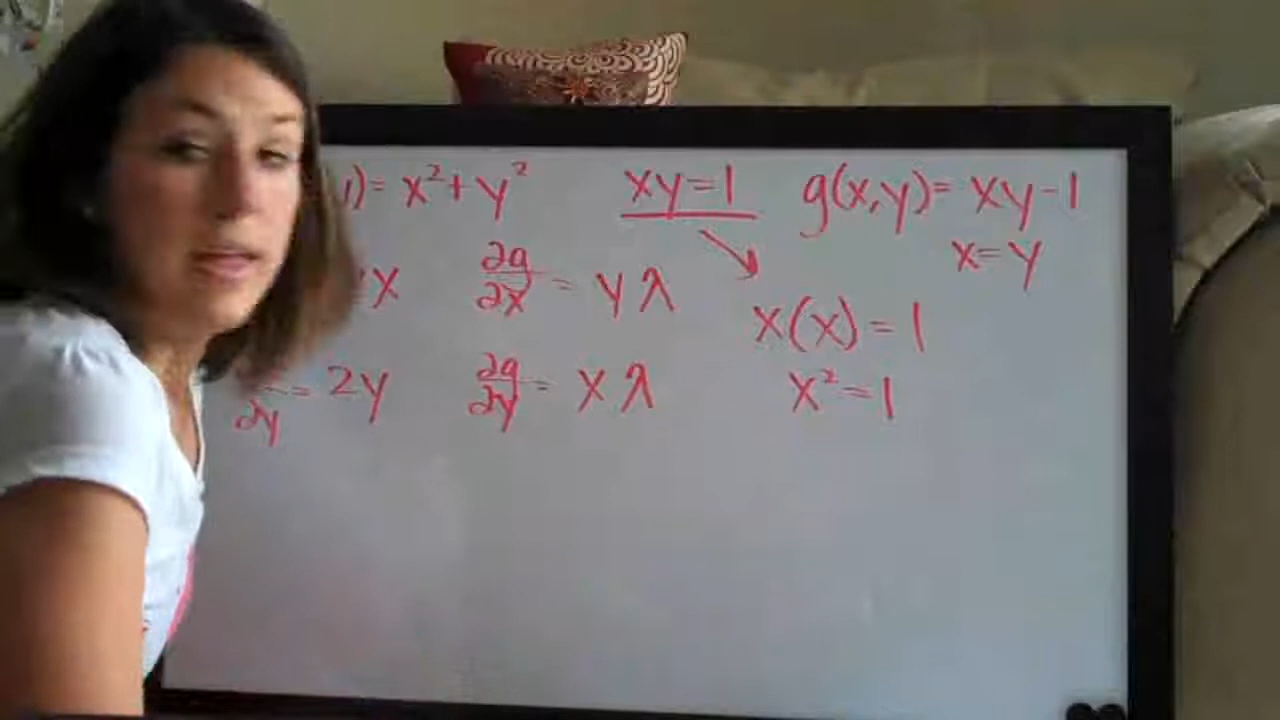 )= x²+y² xy=1 g(x,y)= xy-1
x=y
x ∂g/∂x = yλ
x(x)=1
∂y = 2y ∂g/∂y = xλ
x²=1